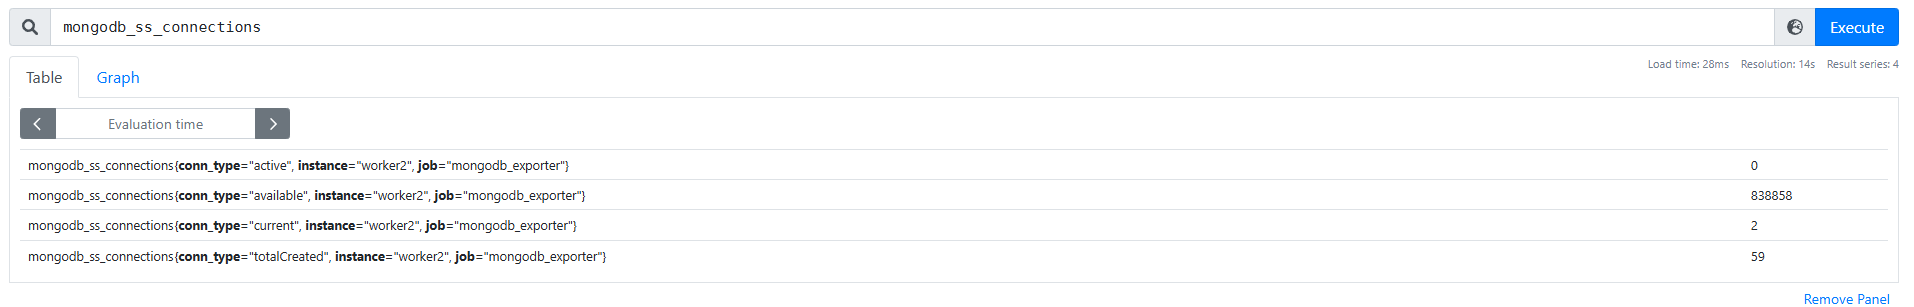 mongodb_ss_connections
Execute
Table Graph
Load time: 28ms Resolution: 14s Result series: 4
Evaluation time
mongodb_ss_connections{conn_type="active", instance="worker2", job="mongodb_exporter"} 0
mongodb_ss_connections{conn_type="available", instance="worker2", job="mongodb_exporter"} 838858
mongodb_ss_connections{conn_type="current", instance="worker2", job="mongodb_exporter"} 2
mongodb_ss_connections{conn_type="totalCreated", instance="worker2", job="mongodb_exporter"} 59
Remove Panel